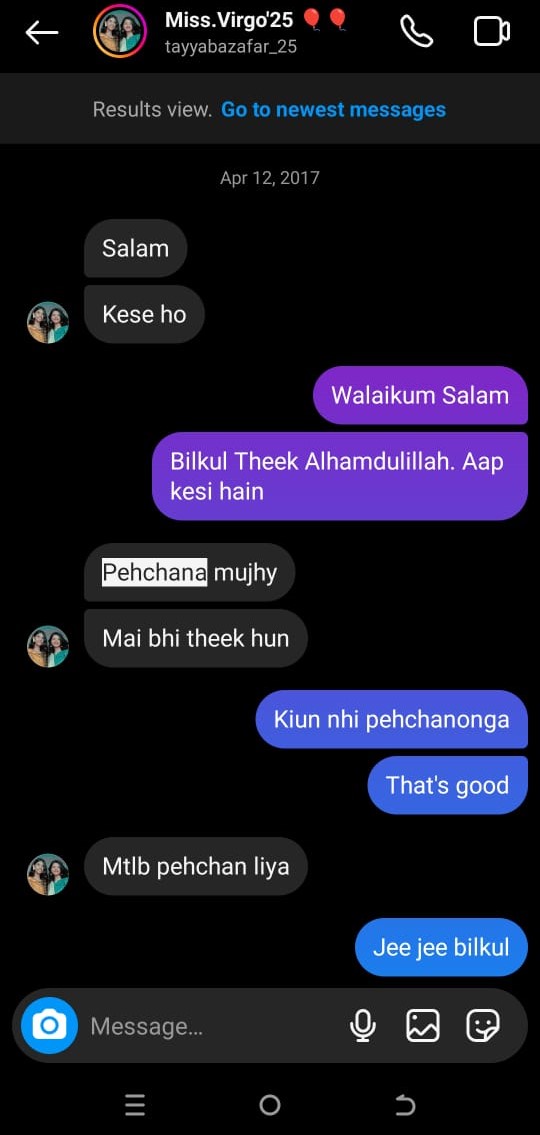 Miss.Virgo'25 🎈🎈
tayyabazafar_25
Results view. Go to newest messages
Apr 12, 2017
Salam
Kese ho
Walaikum Salam
Bilkul Theek Alhamdulillah. Aap
kesi hain
Pehchana mujhy
Mai bhi theek hun
Kiun nhi pehchanonga
That's good
Mtlb pehchan liya
Jee jee bilkul
Message...